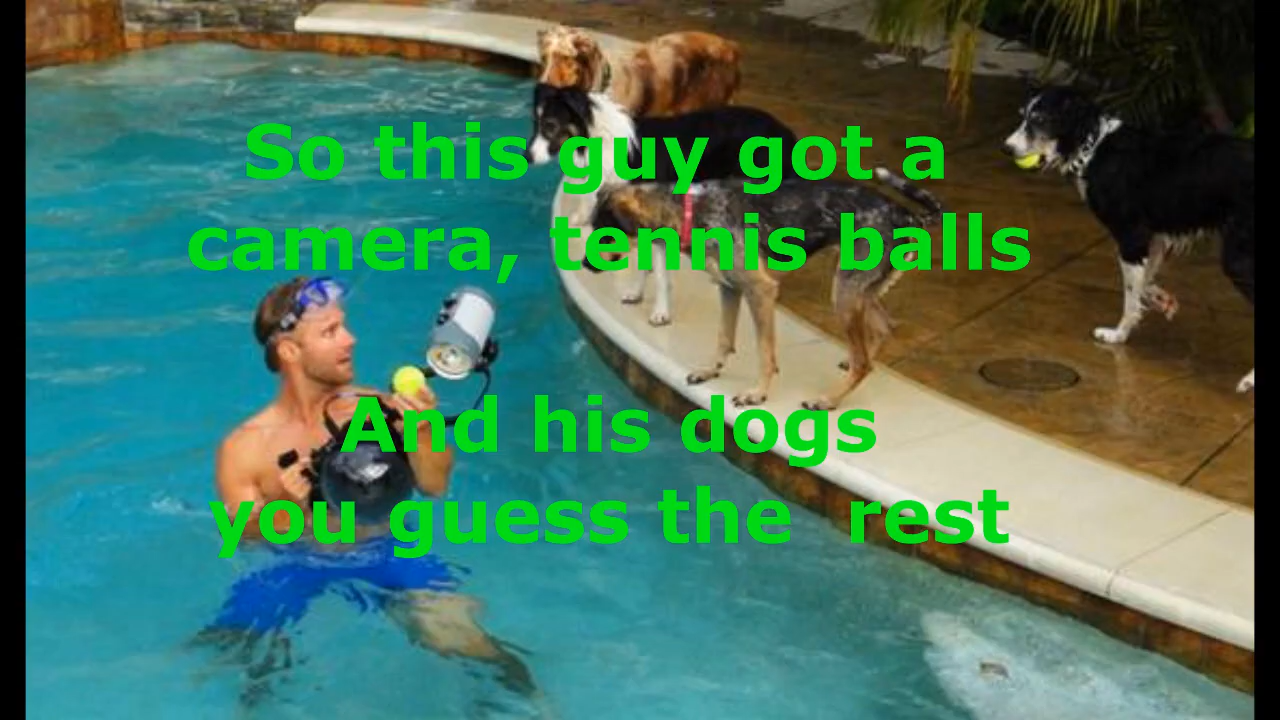 So this guy got a
camera, tennis balls
And his dogs
you guess the  rest